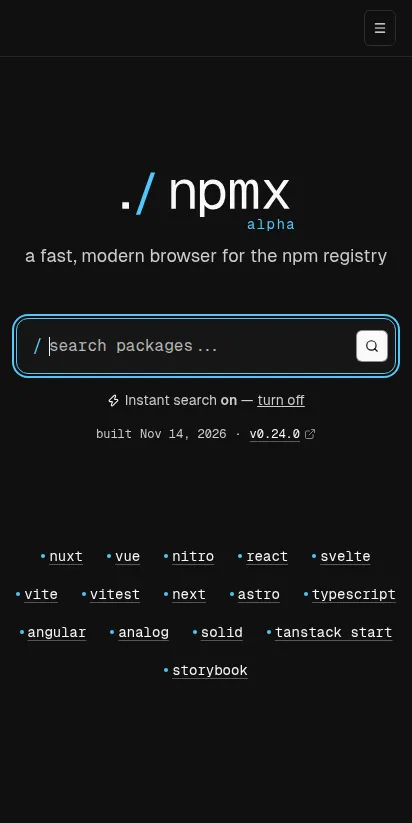 ./npmx
alpha
a fast, modern browser for the npm registry
/ search packages...
Instant search on — turn off
built Nov 14, 2026 · v0.24.0
• nuxt • vue • nitro • react • svelte
• vite • vitest • next • astro • typescript
• angular • analog • solid • tanstack start
• storybook